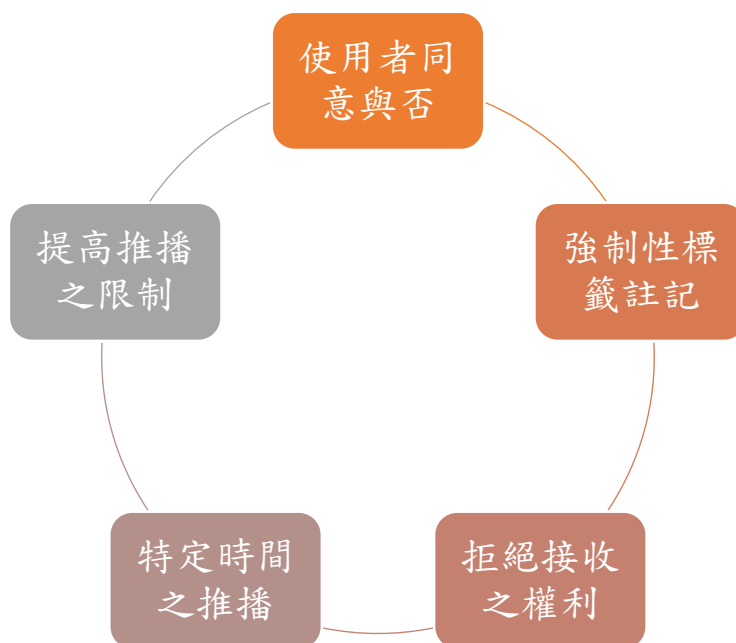 使用者同
意與否
強制性標
籤註記
拒絕接收
之權利
特定時間
之推播
提高推播
之限制